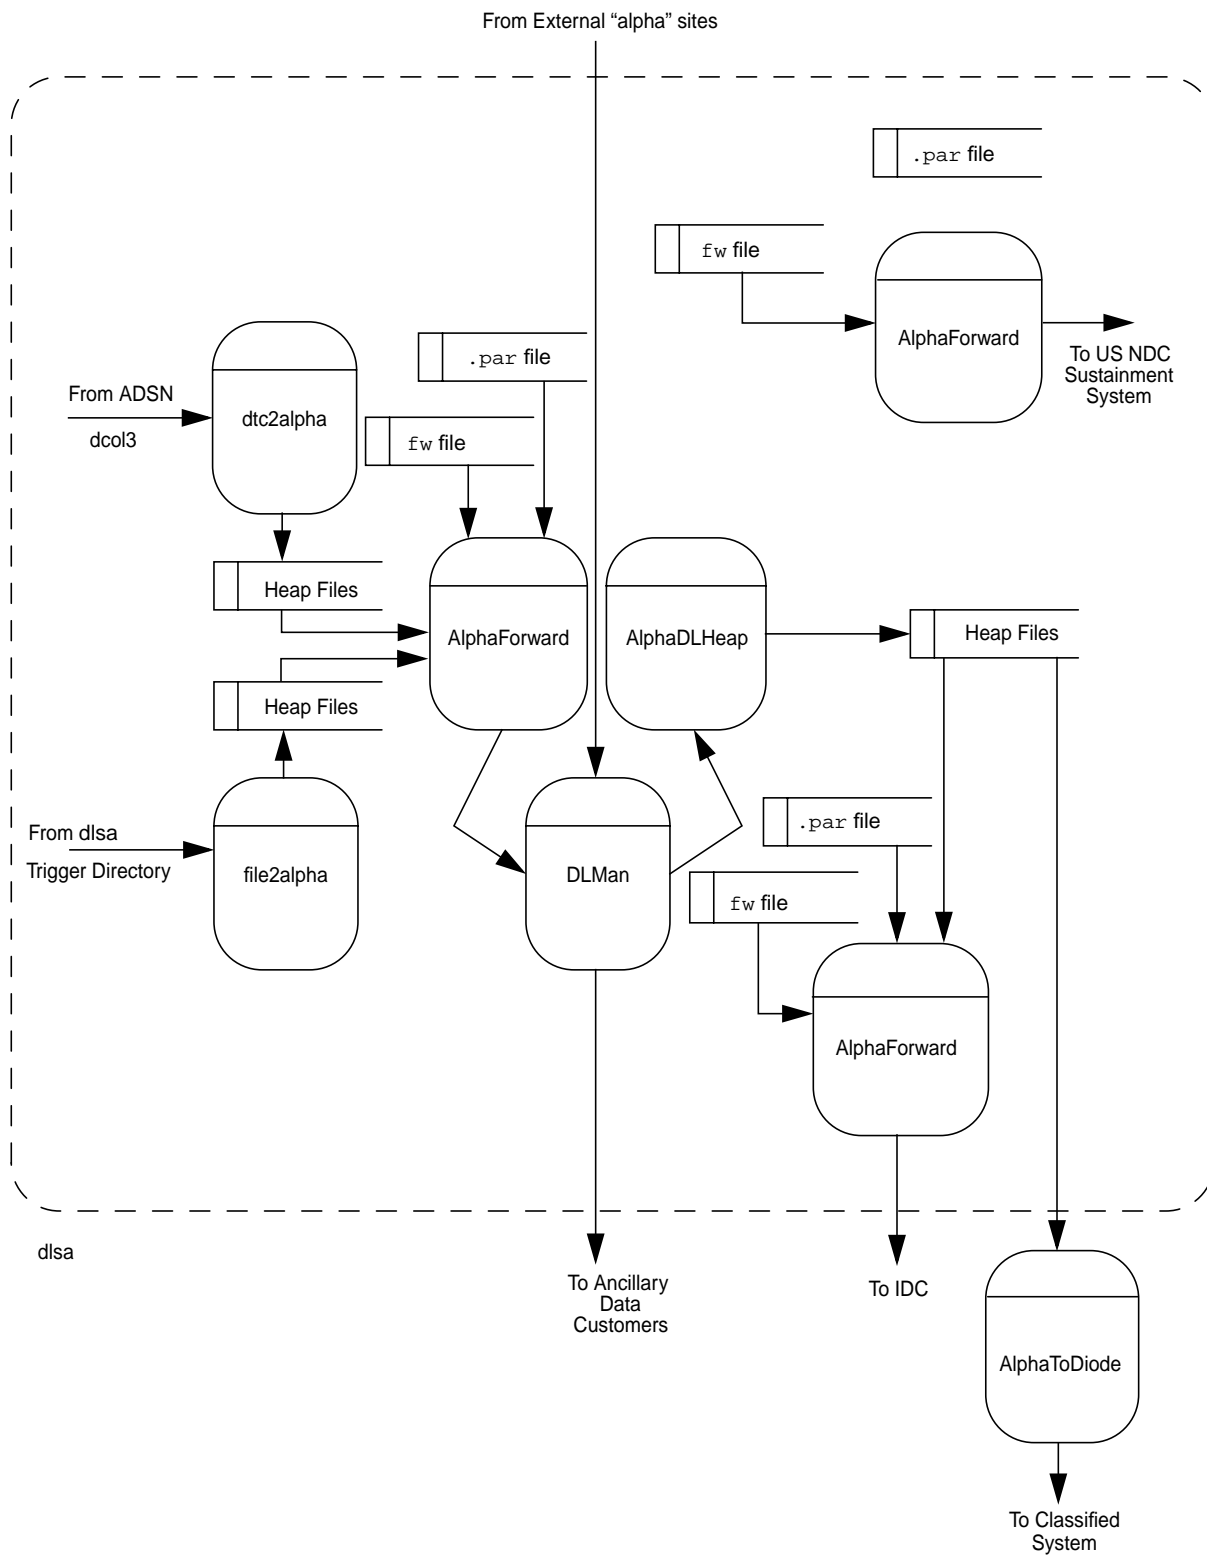 From External “alpha” sites
.par file
fw file
AlphaForward
To US NDC
Sustainment
System
.par file
fw file
dtc2alpha
From ADSN
dcol3
Heap Files
AlphaForward
AlphaDLHeap
Heap Files
Heap Files
.par file
From dlsa
Trigger Directory
file2alpha
DLMan
fw file
AlphaForward
dlsa
To Ancillary
Data
Customers
To IDC
AlphaToDiode
To Classified
System